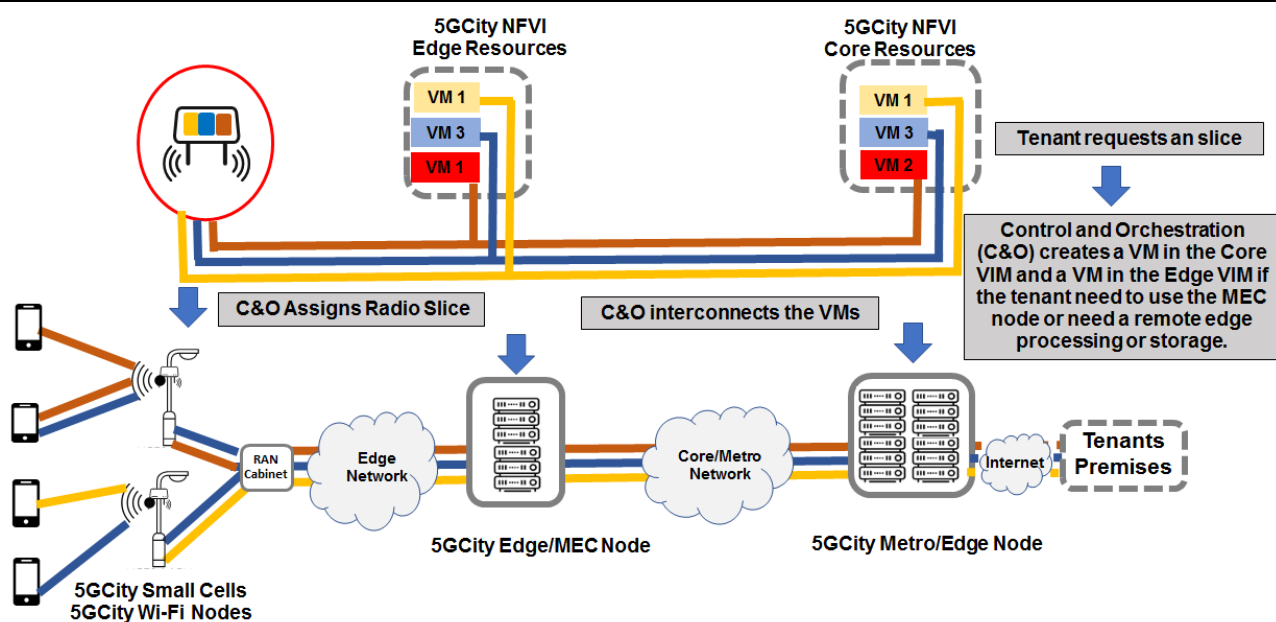 5GCity NFVI
Edge Resources
5GCity NFVI
Core Resources
VM 1
VM 3
VM 1
VM 1
VM 3
VM 2
Tenant requests an slice
Control and Orchestration
(C&O) creates a VM in the Core
VIM and a VM in the Edge VIM if
the tenant need to use the MEC
node or need a remote edge
processing or storage.
C&O Assigns Radio Slice
C&O interconnects the VMs
RAN
Cabinet
Edge
Network
Core/Metro
Network
Internet
Tenants
Premises
5GCity Edge/MEC Node
5GCity Metro/Edge Node
5GCity Small Cells
5GCity Wi-Fi Nodes